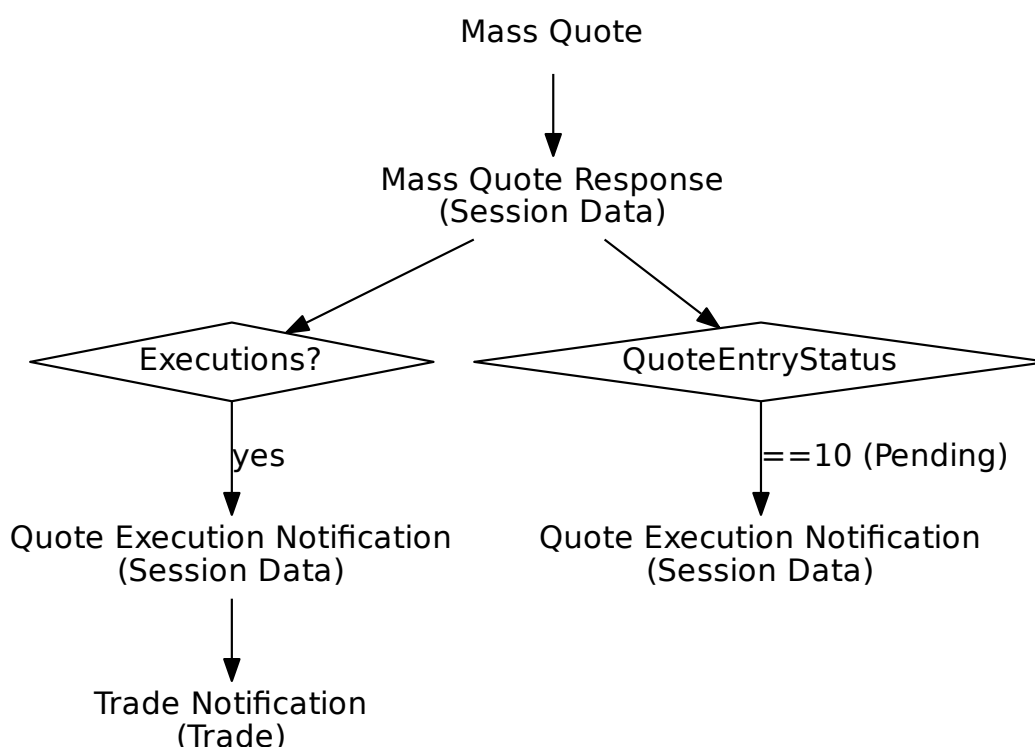 Mass Quote
Mass Quote Response
(Session Data)
Executions?
QuoteEntryStatus
yes
==10 (Pending)
Quote Execution Notification
(Session Data)
Quote Execution Notification
(Session Data)
Trade Notification
(Trade)